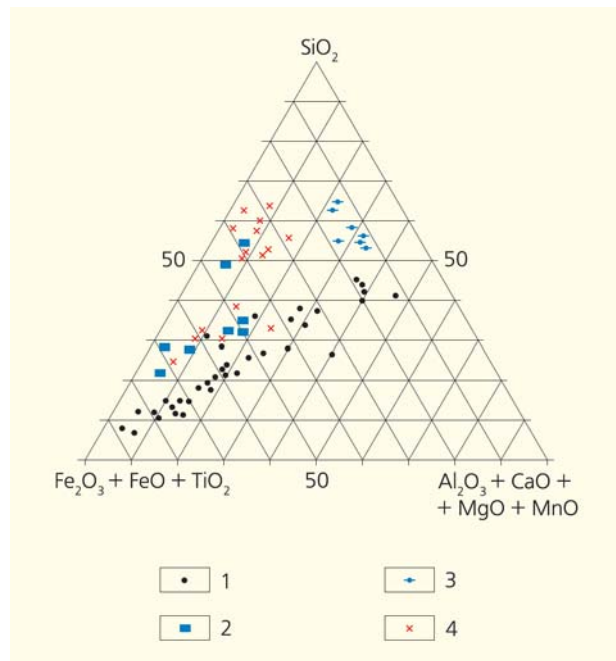 SiO₂
50 50
Fe₂O₃ + FeO + TiO₂ 50 Al₂O₃ + CaO +
+ MgO + MnO
1 3
2 4